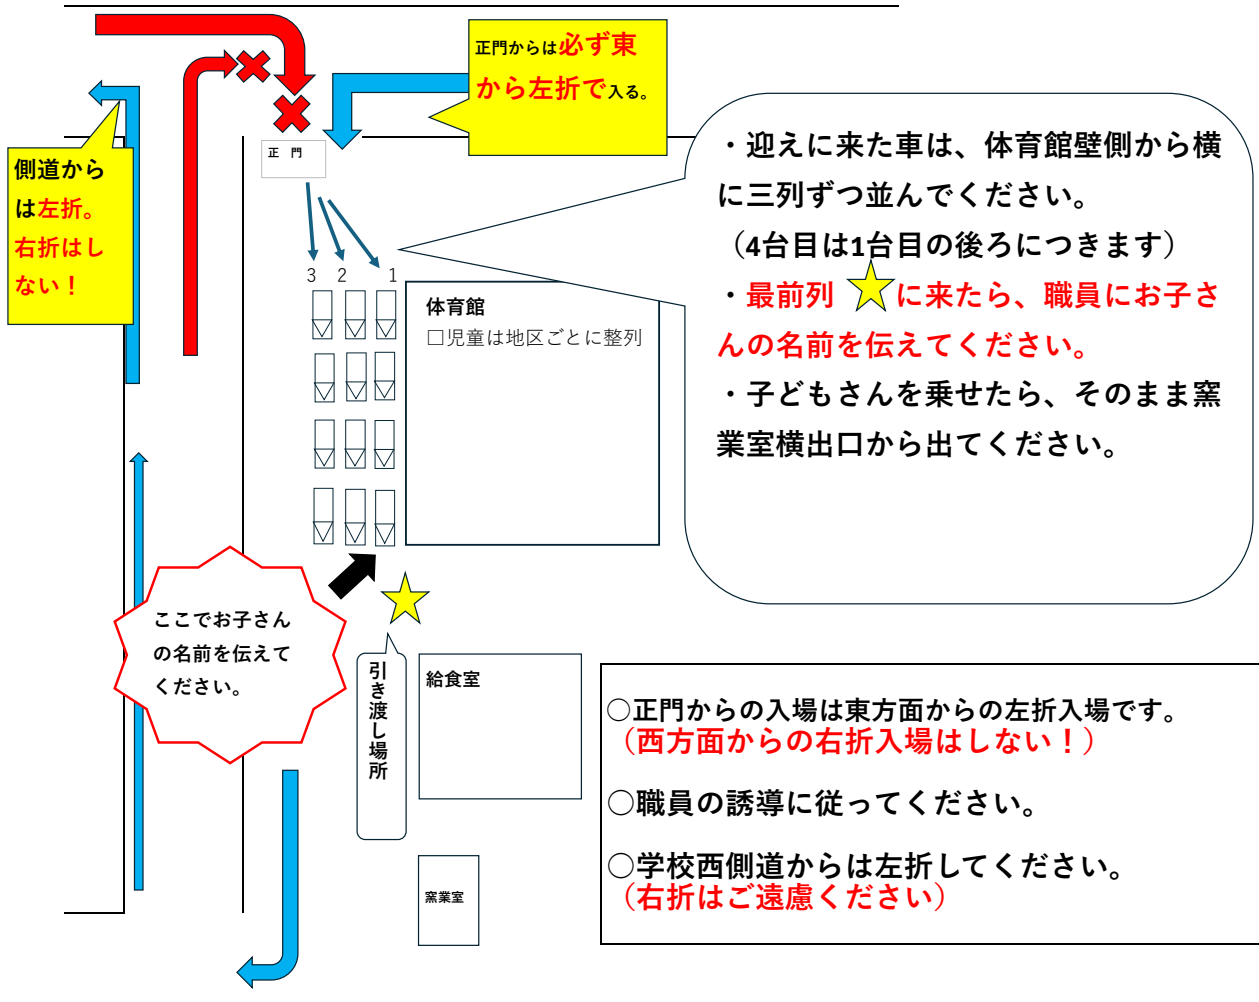 正門からは必ず東
から左折で入る。
正　門
側道から
は左折。
右折はし
ない！
・迎えに来た車は、体育館壁側から横
に三列ずつ並んでください。
（4台目は1台目の後ろにつきます）
・最前列　に来たら、職員にお子さ
んの名前を伝えてください。
・子どもさんを乗せたら、そのまま窯
業室横出口から出てください。
3 2 1
体育館
□児童は地区ごとに整列
ここでお子さん
の名前を伝えて
ください。
引き渡し場所
給食室
窯業室
○正門からの入場は東方面からの左折入場です。
（西方面からの右折入場はしない！）
○職員の誘導に従ってください。
○学校西側道からは左折してください。
（右折はご遠慮ください）